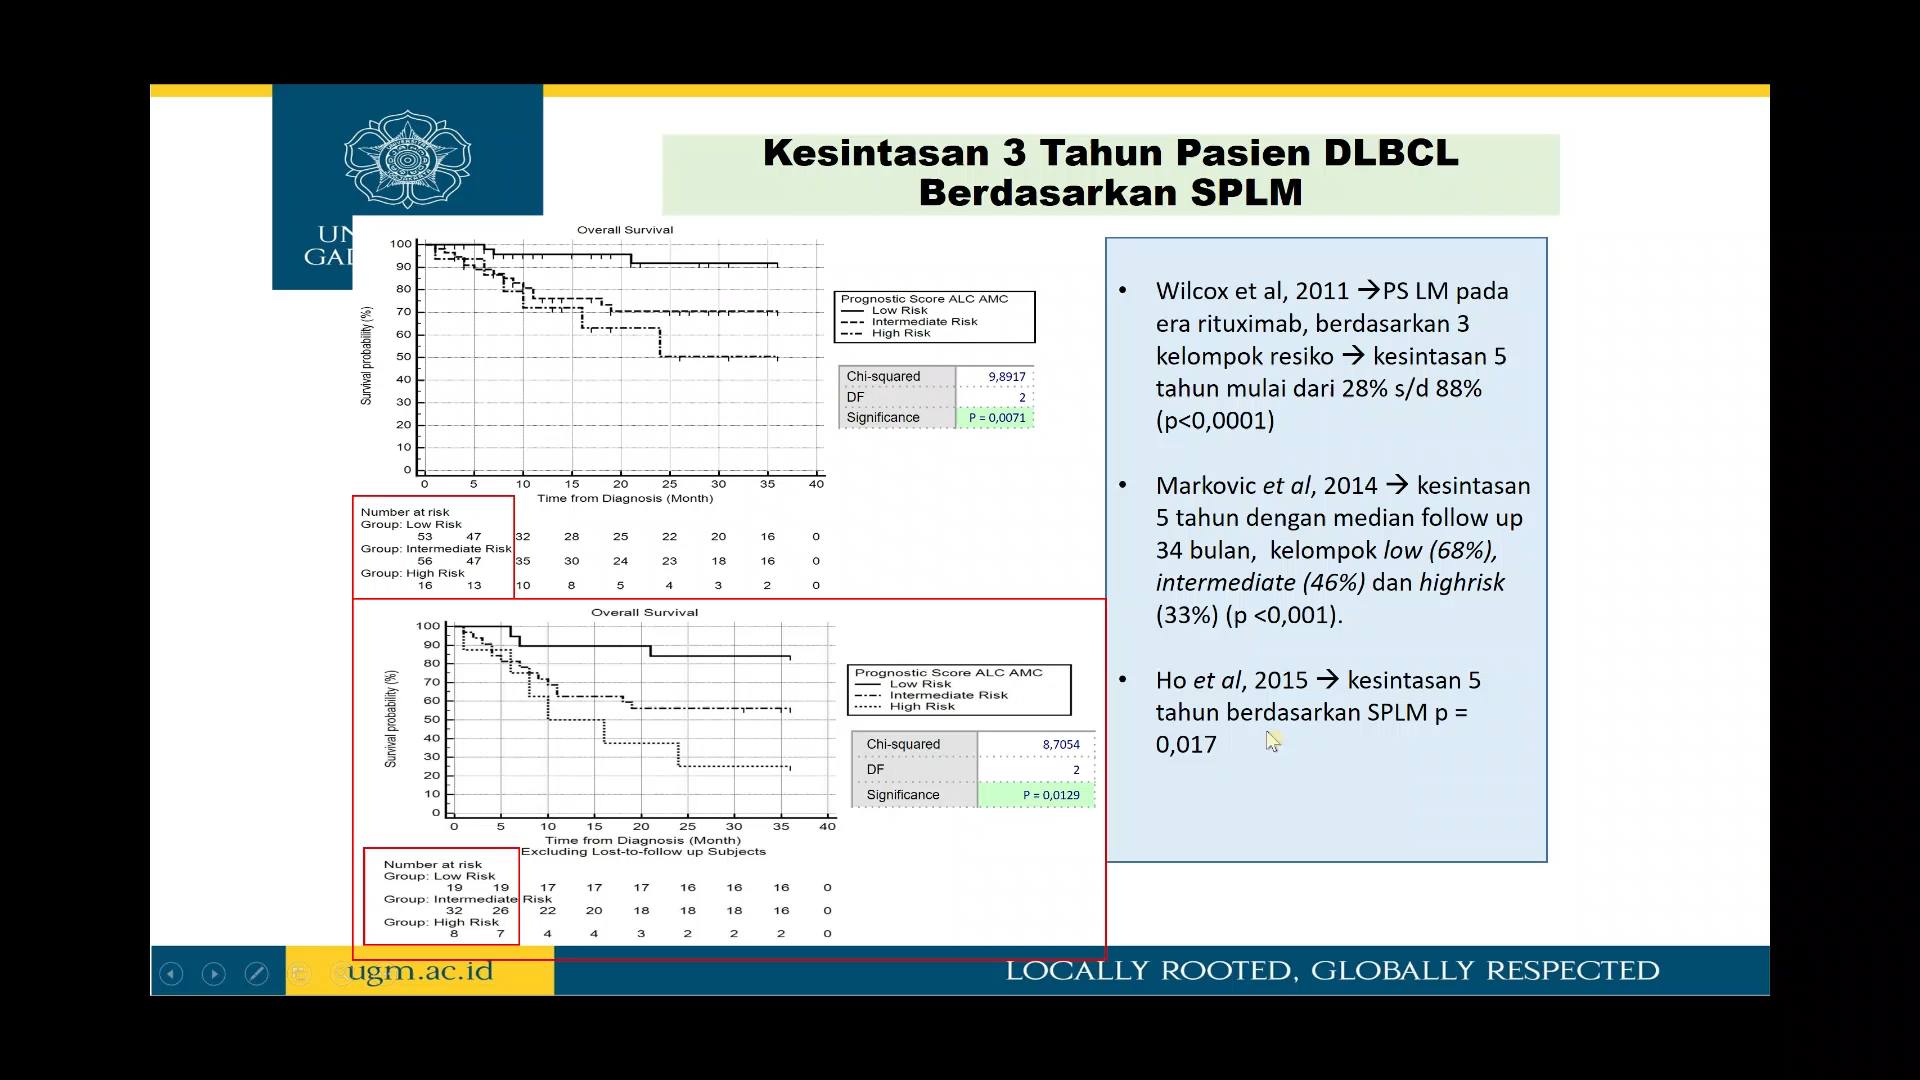 Kesintasan 3 Tahun Pasien DLBCL
Berdasarkan SPLM
UN
GAD
Overall Survival
Survival probability (%)
100
90
80
70
60
50
40
30
20
10
0
0 5 10 15 20 25 30 35 40
Time from Diagnosis (Month)
Prognostic Score ALC AMC
Low Risk
Intermediate Risk
High Risk
Chi-squared 9,8917
DF 2
Significance P = 0,0071
Number at risk
Group: Low Risk
53 47 32 28 25 22 20 16 0
Group: Intermediate Risk
56 47 35 30 24 23 18 16 0
Group: High Risk
16 13 10 8 5 4 3 2 0
Overall Survival
Survival probability (%)
100
90
80
70
60
50
40
30
20
10
0
0 5 10 15 20 25 30 35 40
Time from Diagnosis (Month)
Excluding Lost-to-follow up Subjects
Prognostic Score ALC AMC
Low Risk
Intermediate Risk
High Risk
Chi-squared 8,7054
DF 2
Significance P = 0,0129
Number at risk
Group: Low Risk
19 19 17 17 17 16 16 16 0
Group: Intermediate Risk
32 26 22 20 18 18 18 16 0
Group: High Risk
8 7 4 4 3 2 2 2 0
• Wilcox et al, 2011 →PS LM pada
era rituximab, berdasarkan 3
kelompok resiko → kesintasan 5
tahun mulai dari 28% s/d 88%
(p<0,0001)
• Markovic et al, 2014 → kesintasan
5 tahun dengan median follow up
34 bulan, kelompok low (68%),
intermediate (46%) dan highrisk
(33%) (p <0,001).
• Ho et al, 2015 → kesintasan 5
tahun berdasarkan SPLM p =
0,017
ugm.ac.id
LOCALLY ROOTED, GLOBALLY RESPECTED